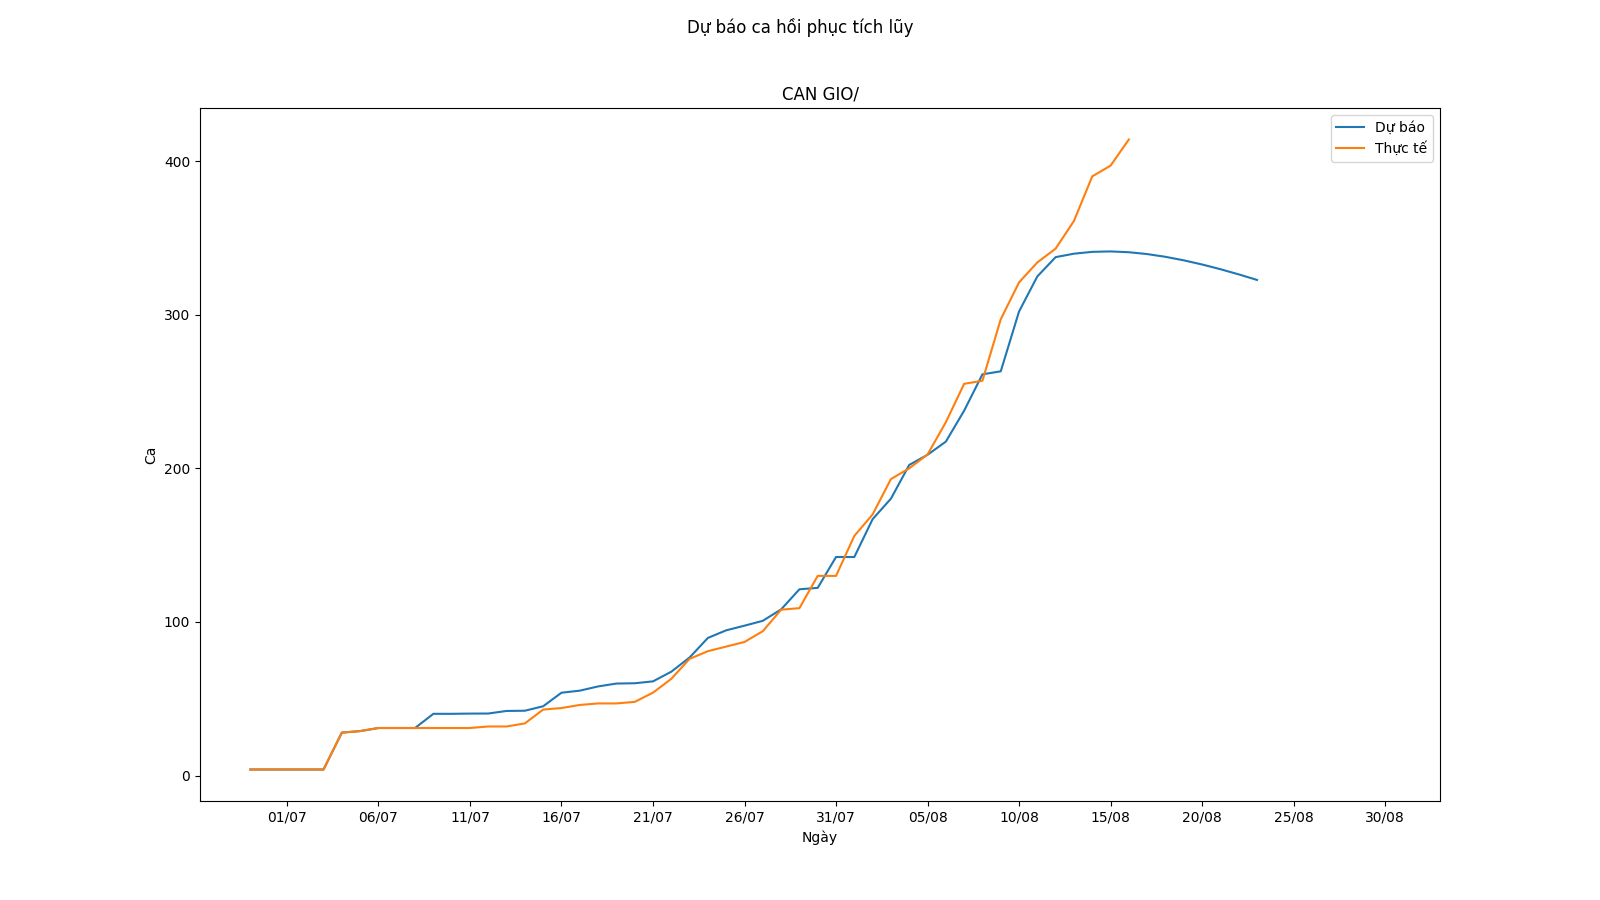 Dự báo ca hồi phục tích lũy
CAN GIO/
Dự báo
Thực tế
400
300
200
100
0
Ca
01/07 06/07 11/07 16/07 21/07 26/07 31/07 05/08 10/08 15/08 20/08 25/08 30/08
Ngày